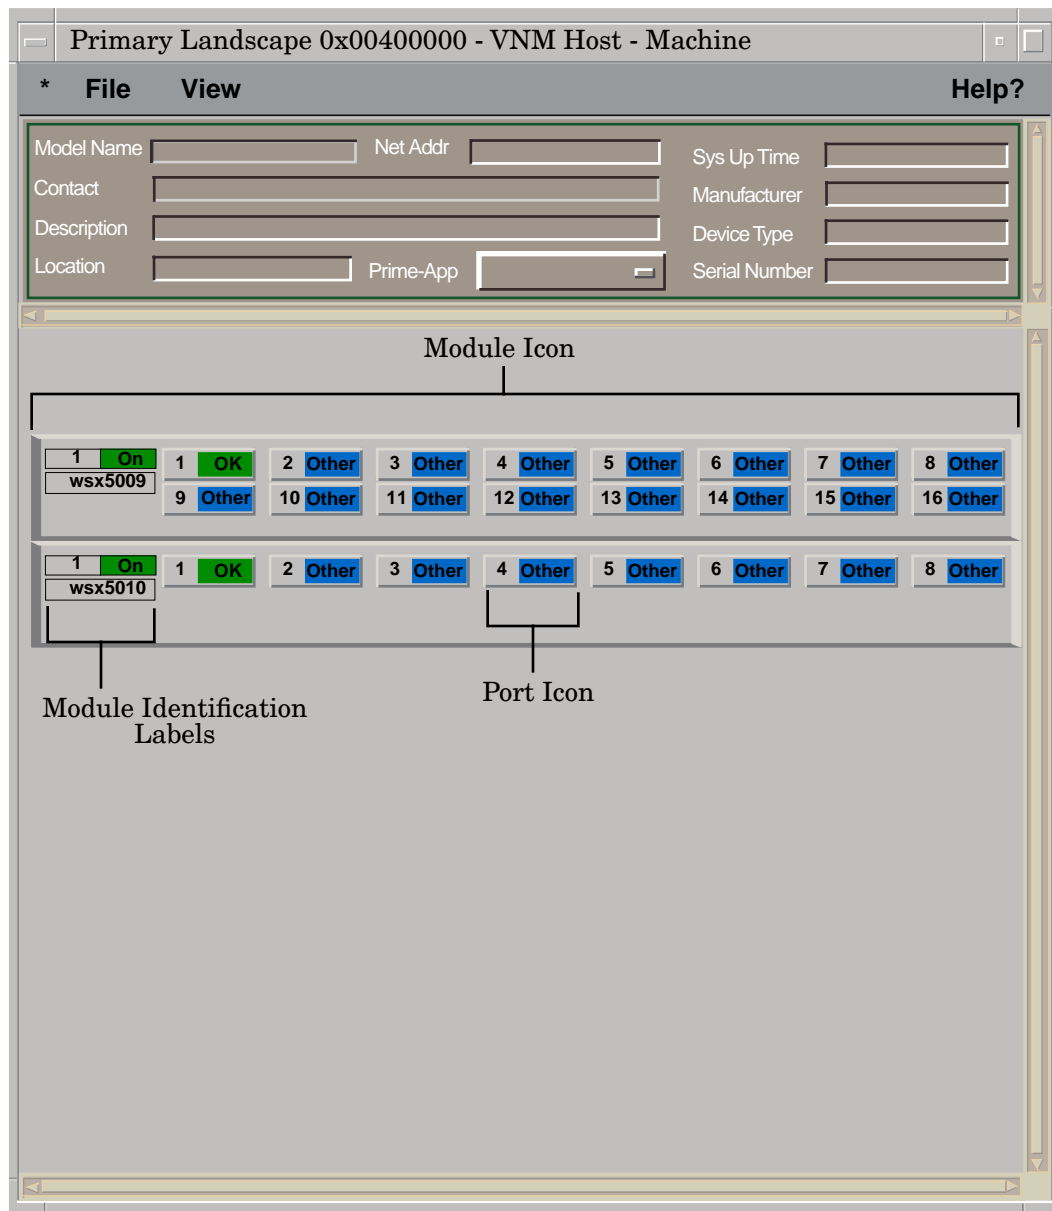 Primary Landscape 0x00400000 - VNM Host - Machine
* File View Help?
Model Name Net Addr Sys Up Time
Contact Manufacturer
Description Device Type
Location Prime-App Serial Number
Module Icon
1 On 1 OK 2 Other 3 Other 4 Other 5 Other 6 Other 7 Other 8 Other
wsx5009
9 Other 10 Other 11 Other 12 Other 13 Other 14 Other 15 Other 16 Other
1 On 1 OK 2 Other 3 Other 4 Other 5 Other 6 Other 7 Other 8 Other
wsx5010
Port Icon
Module Identification
Labels